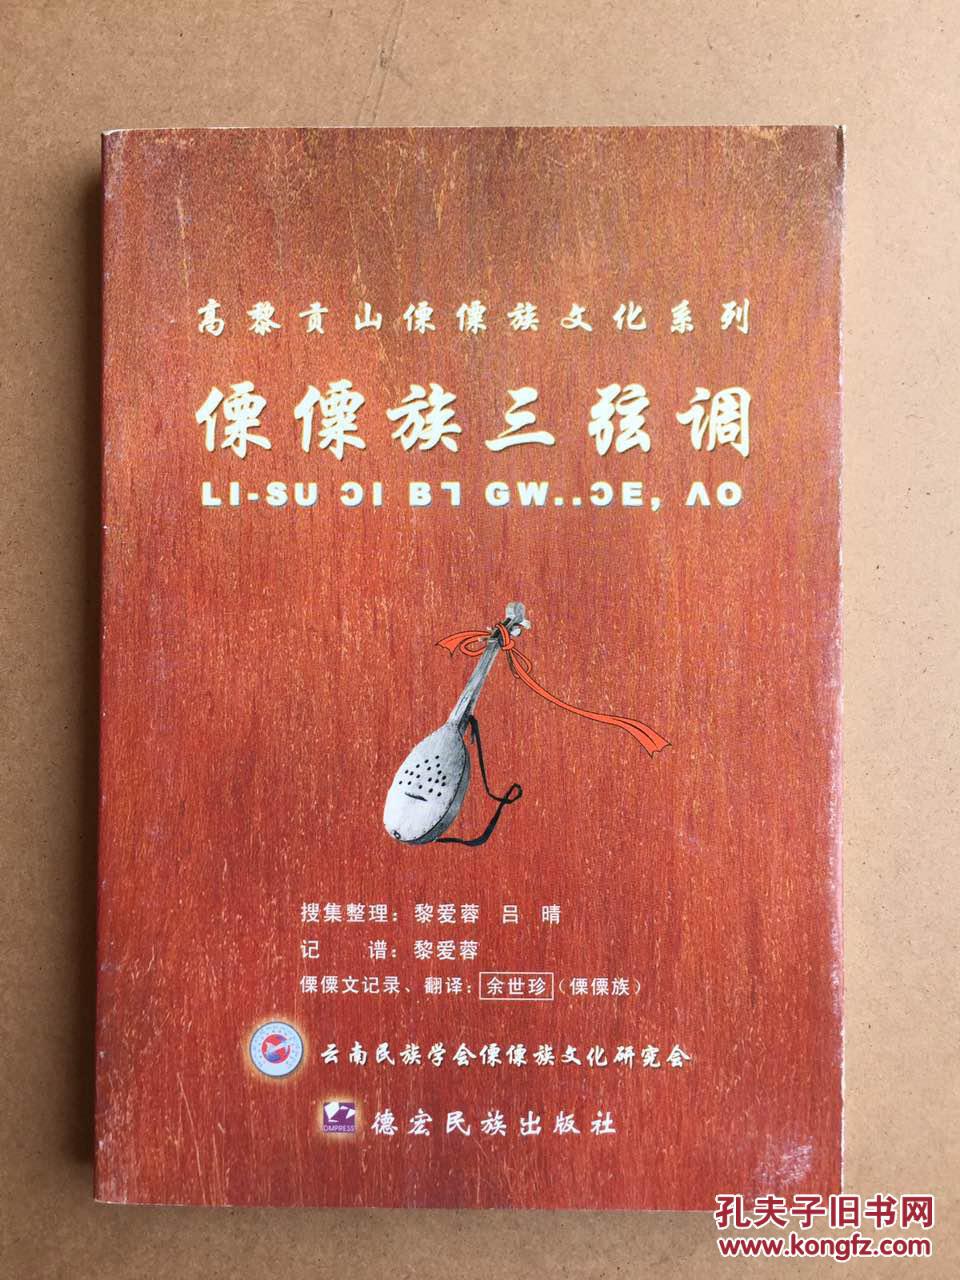 高黎贡山傈僳族文化系列
傈僳族三弦调
LI-SU ꓛI Bꓶ GW..ꓛE, ꓥO
搜集整理：黎爱蓉 吕 晴
记 谱：黎爱蓉
傈僳文记录、翻译：余世珍（傈僳族）
云南民族学会傈僳族文化研究会
DMPRESS
德宏民族出版社
孔夫子旧书网
www.kongfz.com